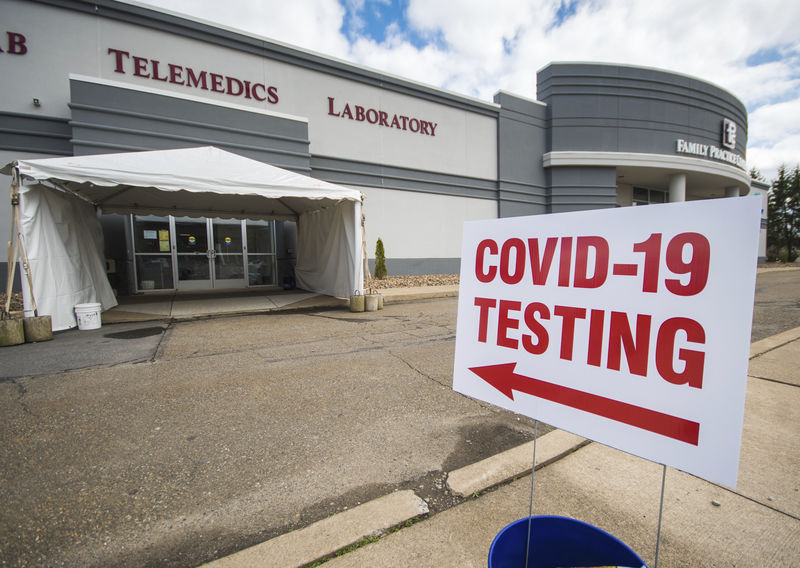 AB
TELEMEDICS
LABORATORY
FAMILY PRACTICE
COVID-19
TESTING